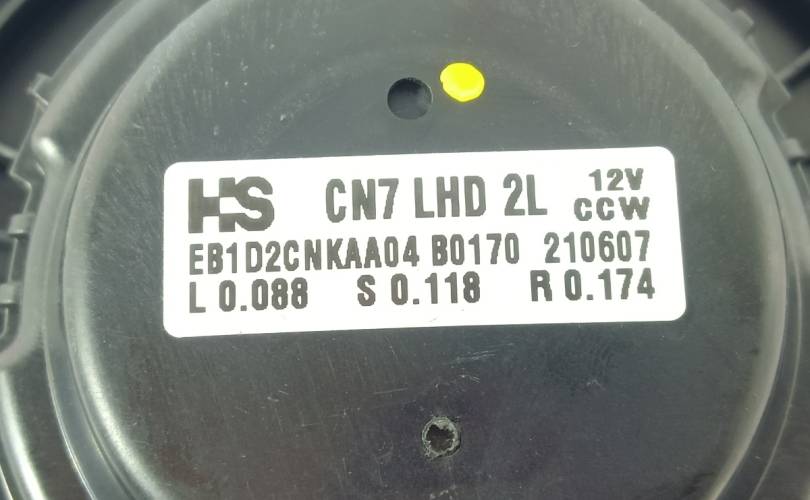 HS CN7 LHD 2L 12V
CCW
EB1D2CNKAA04 B0170 210607
L 0.088 S 0.118 R 0.174